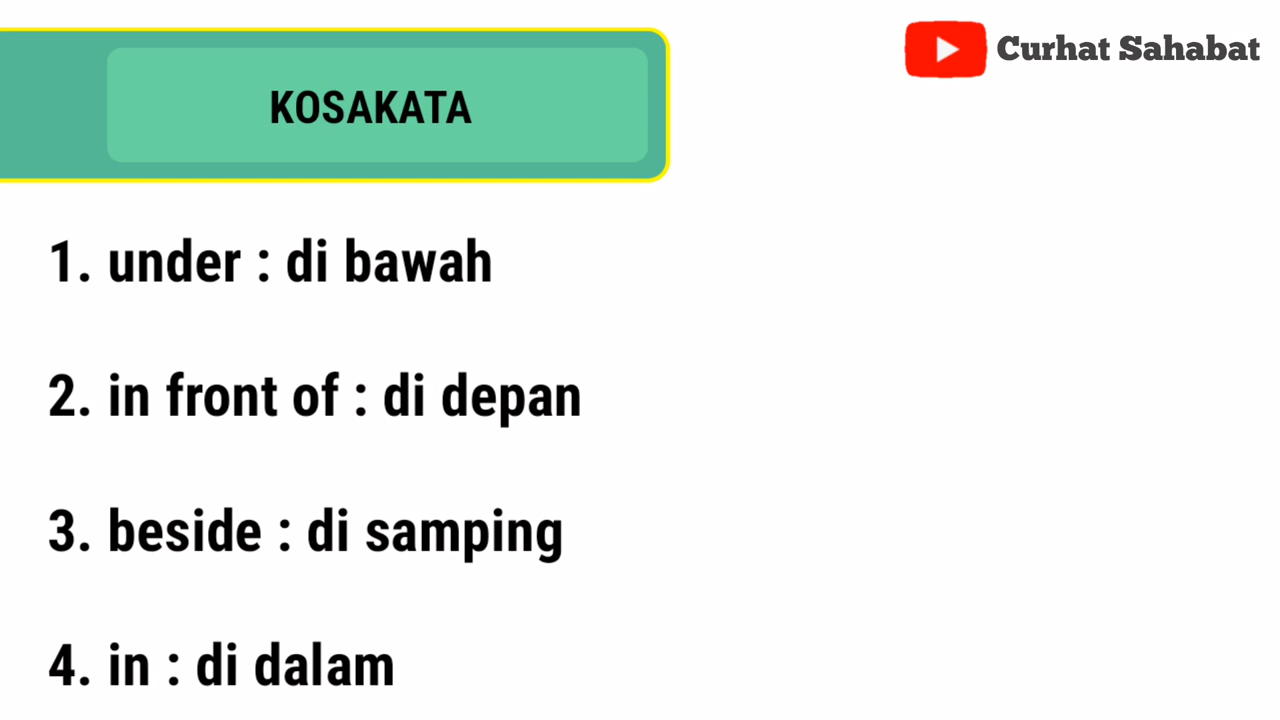 KOSAKATA
Curhat Sahabat
1. under : di bawah
2. in front of : di depan
3. beside : di samping
4. in : di dalam